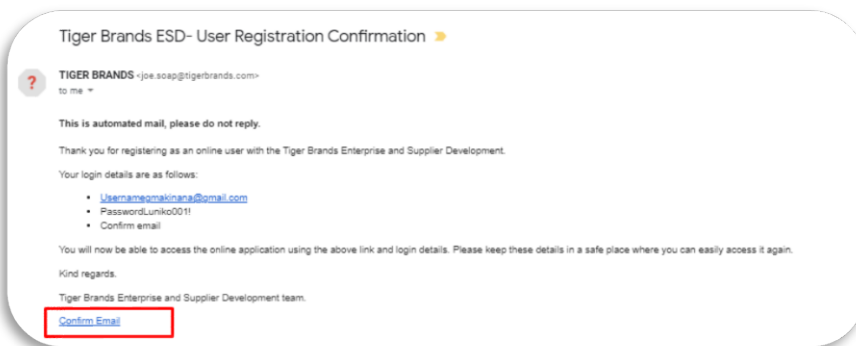 Tiger Brands ESD- User Registration Confirmation
?
TIGER BRANDS <joe.soap@tigerbrands.com>
to me
This is automated mail, please do not reply.
Thank you for registering as an online user with the Tiger Brands Enterprise and Supplier Development.
Your login details are as follows:
• Usernamegmakinana@gmail.com
• PasswordLuniko001!
• Confirm email
You will now be able to access the online application using the above link and login details. Please keep these details in a safe place where you can easily access it again.
Kind regards.
Tiger Brands Enterprise and Supplier Development team.
Confirm Email